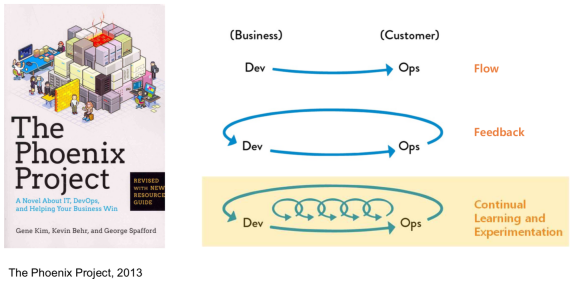 The
Phoenix
Project
A Novel About IT, DevOps,
and Helping Your Business Win
REVISED
WITH NEW
RESOURCE
GUIDE
Gene Kim, Kevin Behr, and George Spafford
The Phoenix Project, 2013
(Business)
(Customer)
Dev
Ops
Flow
Dev
Ops
Feedback
Dev
Ops
Continual
Learning and
Experimentation